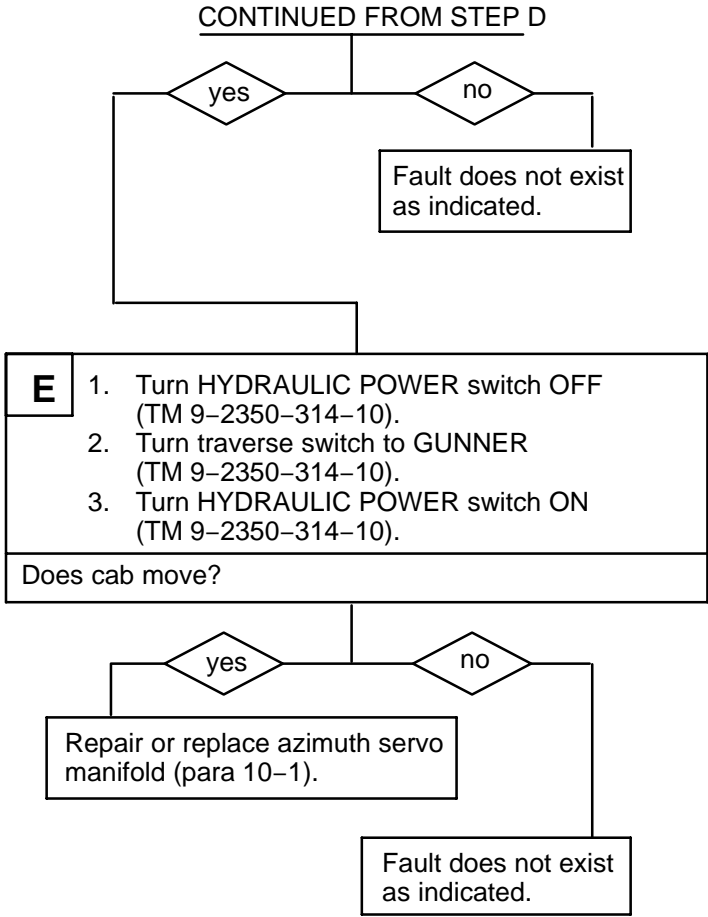 CONTINUED FROM STEP D
yes
no
Fault does not exist
as indicated.
E
1. Turn HYDRAULIC POWER switch OFF
(TM 9−2350−314−10).
2. Turn traverse switch to GUNNER
(TM 9−2350−314−10).
3. Turn HYDRAULIC POWER switch ON
(TM 9−2350−314−10).
Does cab move?
yes
no
Repair or replace azimuth servo
manifold (para 10−1).
Fault does not exist
as indicated.